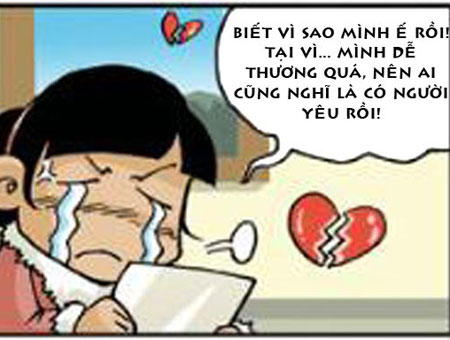 BIẾT VÌ SAO MÌNH Ế RỒI!
TẠI VÌ... MÌNH DỄ
THƯƠNG QUÁ, NÊN AI
CŨNG NGHĨ LÀ CÓ NGƯỜI
YÊU RỒI!